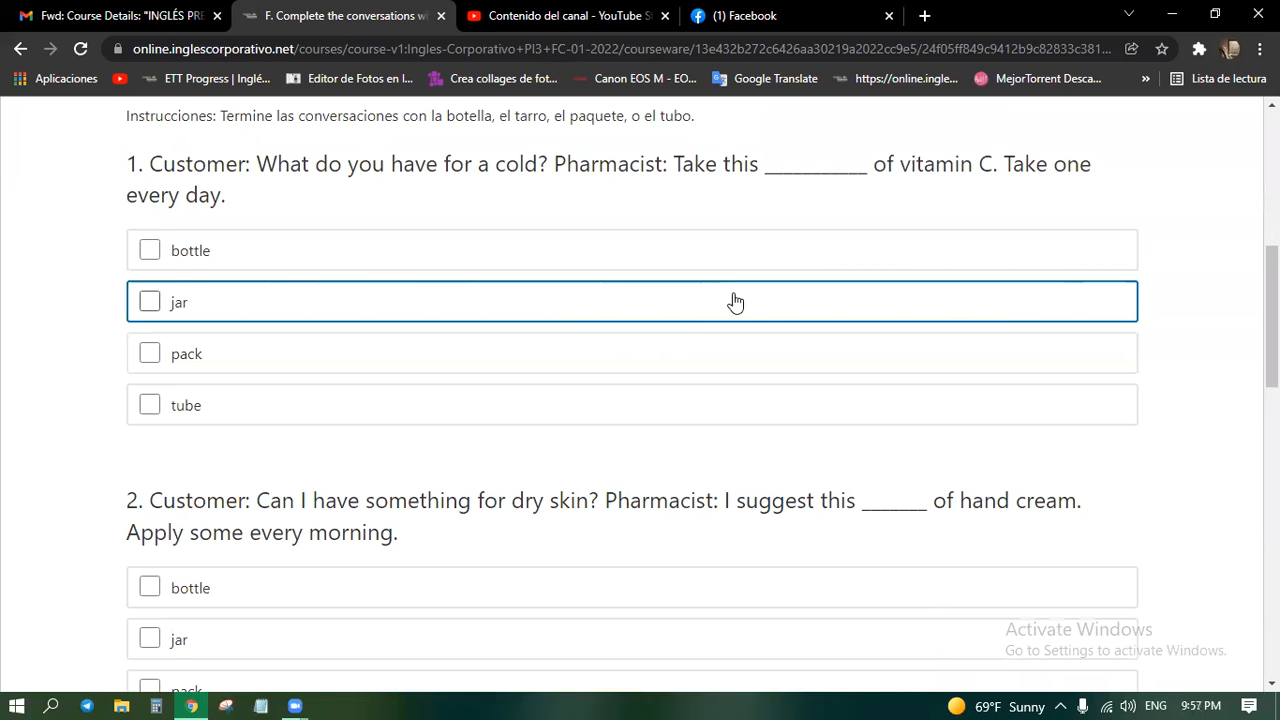 Fwd: Course Details: "INGLÉS PRE
F. Complete the conversations wi
Contenido del canal - YouTube S
(1) Facebook
online.inglescorporativo.net/courses/course-v1:Ingles-Corporativo+PI3+FC-01-2022/courseware/13e432b272c6426aa30219a2022cc9e5/24f05ff849c9412b9c82833c381...
Aplicaciones
ETT Progress | Inglé...
Editor de Fotos en l...
Crea collages de fot...
Canon EOS M - EO...
Google Translate
https://online.ingle...
MejorTorrent Desca...
»
Lista de lectura
Instrucciones: Termine las conversaciones con la botella, el tarro, el paquete, o el tubo.
1. Customer: What do you have for a cold? Pharmacist: Take this ___________ of vitamin C. Take one
every day.
bottle
jar
pack
tube
2. Customer: Can I have something for dry skin? Pharmacist: I suggest this _______ of hand cream.
Apply some every morning.
bottle
jar
pack
Activate Windows
Go to Settings to activate Windows.
69°F Sunny
ENG
9:57 PM